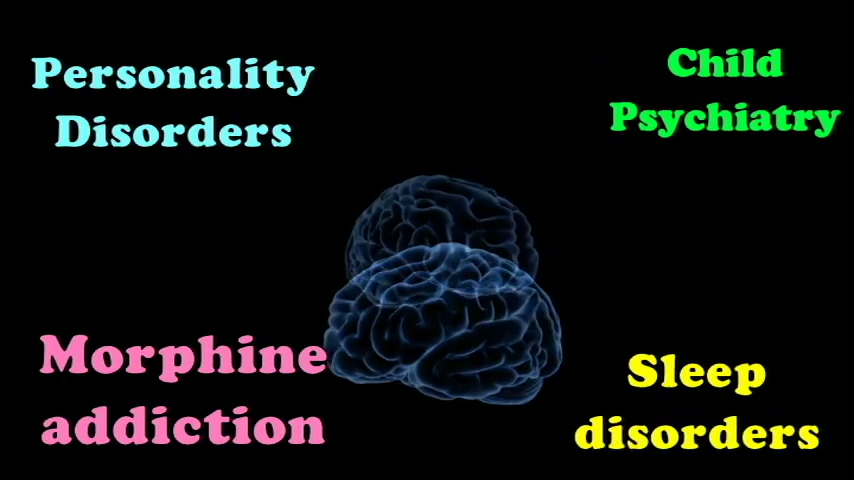 Personality
Disorders
Child
Psychiatry
Morphine
addiction
Sleep
disorders